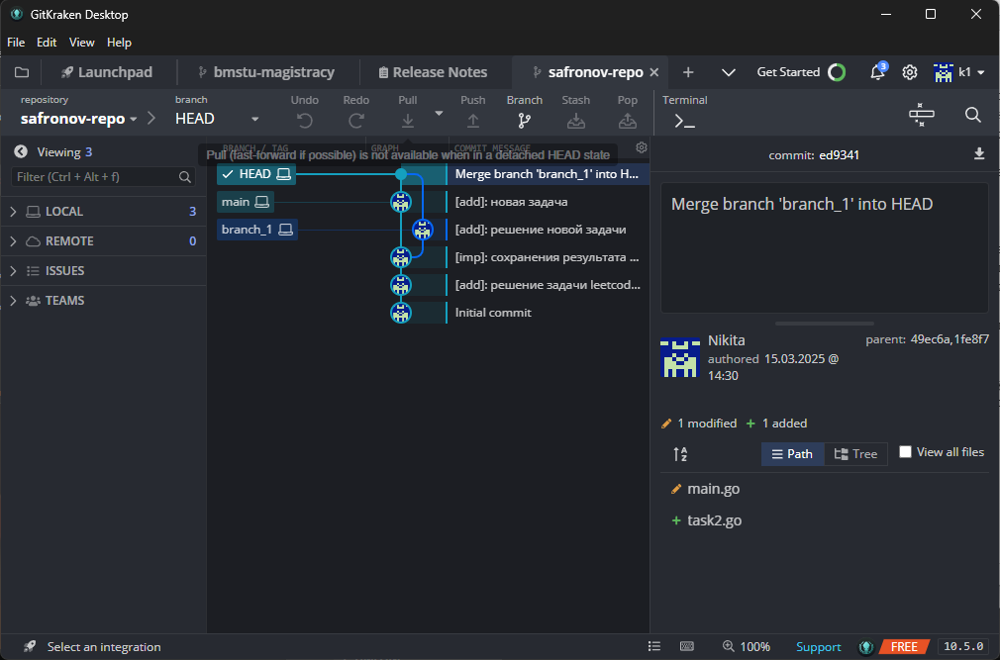 GitKraken Desktop
File Edit View Help
Launchpad bmstu-magistracy Release Notes safronov-repo Get Started 3 k1
repository branch Undo Redo Pull Push Branch Stash Pop Terminal
safronov-repo HEAD
Viewing 3
Filter (Ctrl + Alt + f)
LOCAL 3
REMOTE 0
ISSUES
TEAMS
BRANCH / TAG GRAPH COMMIT MESSAGE
Pull (fast-forward if possible) is not available when in a detached HEAD state
HEAD Merge branch 'branch_1' into H...
main [add]: новая задача
branch_1 [add]: решение новой задачи
[imp]: сохранения результата ...
[add]: решение задачи leetcod...
Initial commit
commit: ed9341
Merge branch 'branch_1' into HEAD
Nikita parent: 49ec6a,1fe8f7
authored 15.03.2025 @
14:30
1 modified + 1 added
A Z Path Tree View all files
main.go
+ task2.go
Select an integration 100% Support FREE 10.5.0